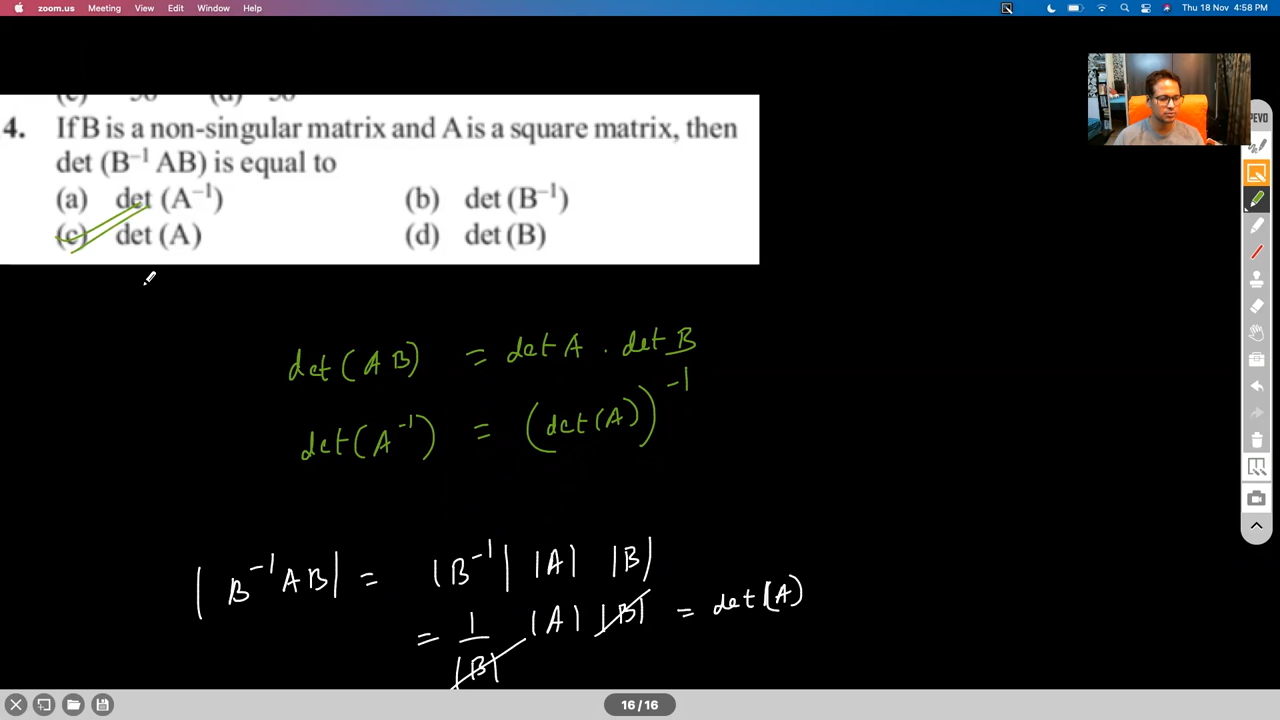 zoom.us Meeting View Edit Window Help Thu 18 Nov 4:58 PM
4. If B is a non-singular matrix and A is a square matrix, then
det (B⁻¹ AB) is equal to
(a) det (A⁻¹) (b) det (B⁻¹)
(c) det (A) (d) det (B)
det(AB) = det A . det B
det(A⁻¹) = (det(A))⁻¹
|B⁻¹AB| = |B⁻¹| |A| |B|
= 1/|B| |A| |B| = det(A)
16 / 16